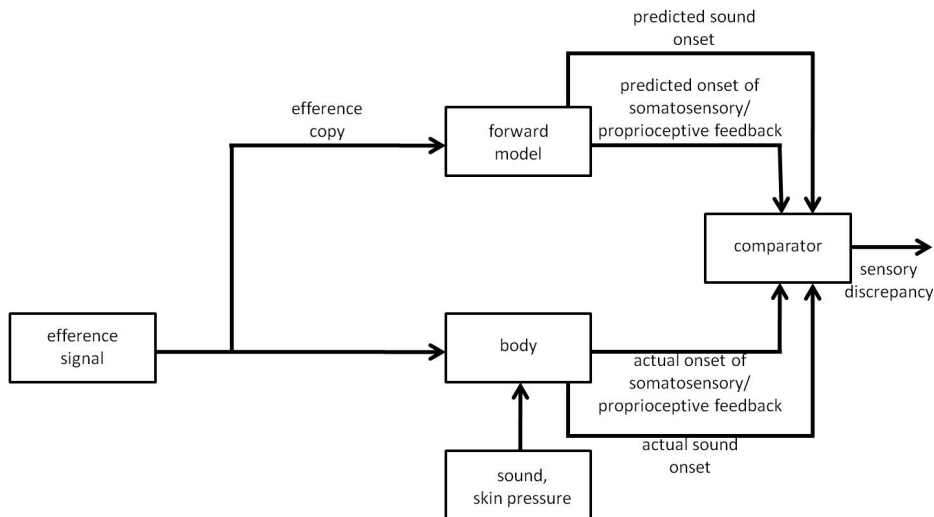 predicted sound
onset
predicted onset of
somatosensory/
proprioceptive feedback
efference
copy
forward
model
comparator
sensory
discrepancy
efference
signal
body
actual onset of
somatosensory/
proprioceptive feedback
actual sound
onset
sound,
skin pressure